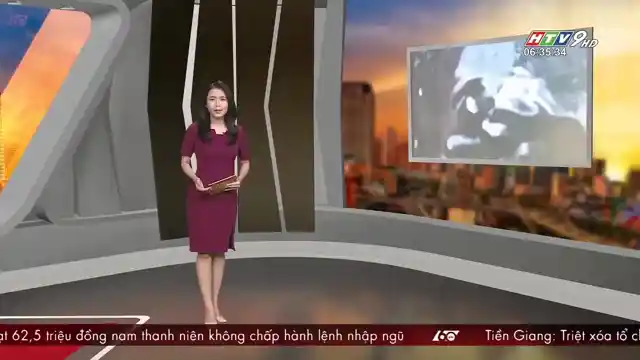 HTV9 HD
06:35:34
ạt 62,5 triệu đồng nam thanh niên không chấp hành lệnh nhập ngũ
Tiền Giang: Triệt xóa tổ c